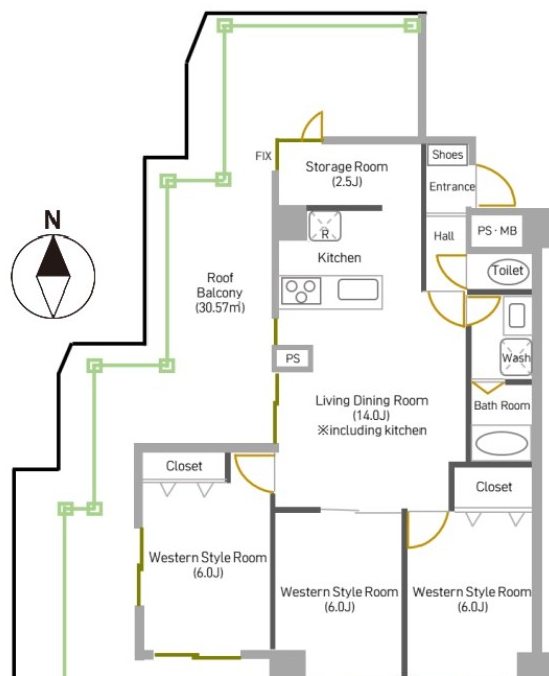 Shoes
FIX
Storage Room
(2.5J)
Entrance
N
R
Hall
PS・MB
Kitchen
Toilet
Roof
Balcony
(30.57㎡)
PS
Wash
Living Dining Room
(14.0J)
※including kitchen
Bath Room
Closet
Closet
Western Style Room
(6.0J)
Western Style Room
(6.0J)
Western Style Room
(6.0J)